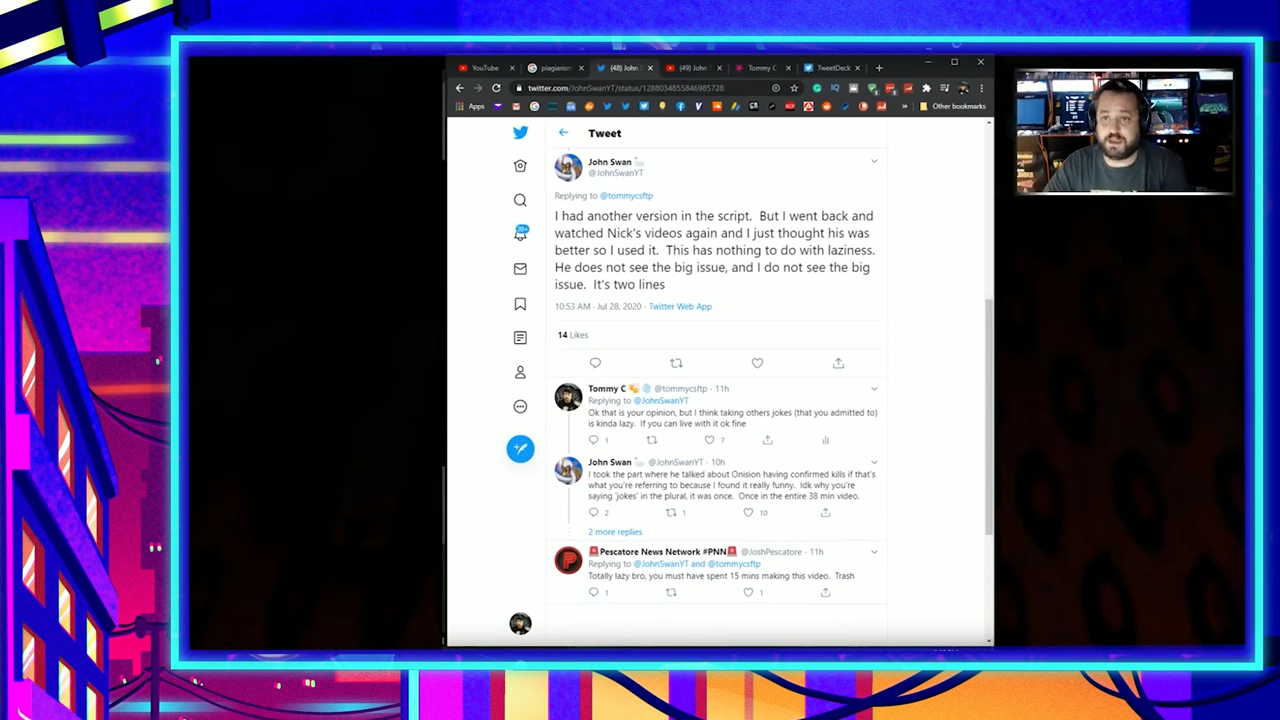 YouTube
plagiarism
(48) John
(49) John
Tommy C
TweetDeck
twitter.com/JohnSwanYT/status/1288034855846985728
Apps
Other bookmarks
Tweet
John Swan
@JohnSwanYT
Replying to @tommycsftp
I had another version in the script. But I went back and
watched Nick's videos again and I just thought his was
better so I used it. This has nothing to do with laziness.
He does not see the big issue, and I do not see the big
issue. It's two lines
10:53 AM · Jul 28, 2020 · Twitter Web App
14 Likes
20+
Tommy C @tommycsftp · 11h
Replying to @JohnSwanYT
Ok that is your opinion, but I think taking others jokes (that you admitted to)
is kinda lazy. If you can live with it ok fine
1 7
John Swan @JohnSwanYT · 10h
I took the part where he talked about Onision having confirmed kills if that's
what you're referring to because I found it really funny. Idk why you're
saying 'jokes' in the plural, it was once. Once in the entire 38 min video.
2 1 10
2 more replies
Pescatore News Network #PNN @JoshPescatore · 11h
Replying to @JohnSwanYT and @tommycsftp
Totally lazy bro, you must have spent 15 mins making this video. Trash
1 1